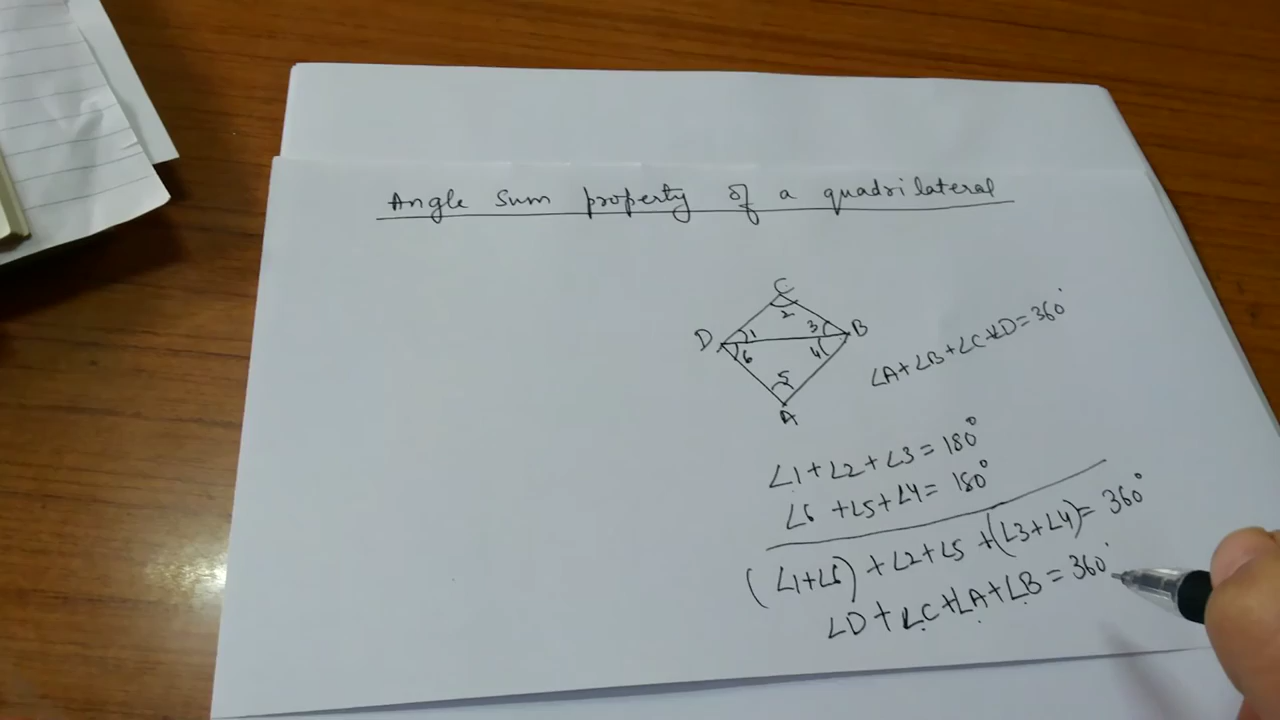 Angle sum property of a quadrilateral
C
2
D 1 3 B
6 4
5
A
∠A+∠B+∠C+∠D=360°
∠1+∠2+∠3=180°
∠6+∠5+∠4=180°
(∠1+∠6)+∠2+∠5+(∠3+∠4)=360°
∠D+∠C+∠A+∠B=360°